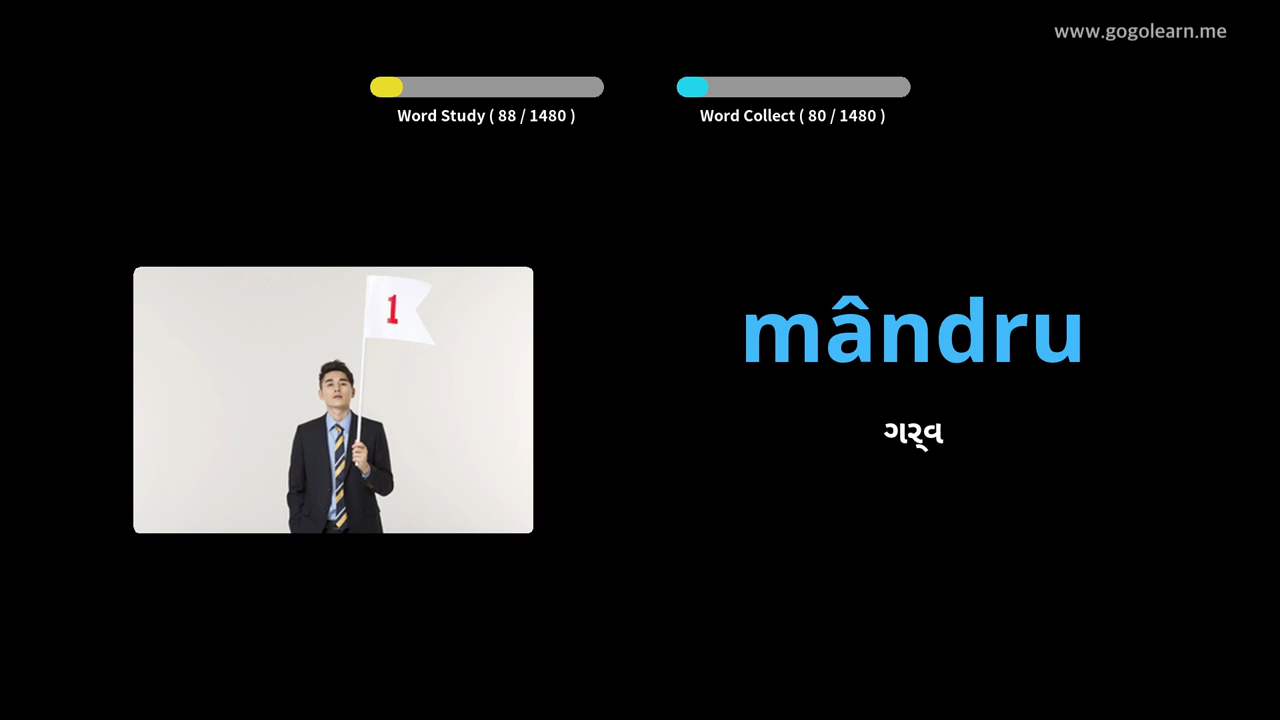 www.gogolearn.me
Word Study ( 88 / 1480 )
Word Collect ( 80 / 1480 )
1
mândru
ગર્વ